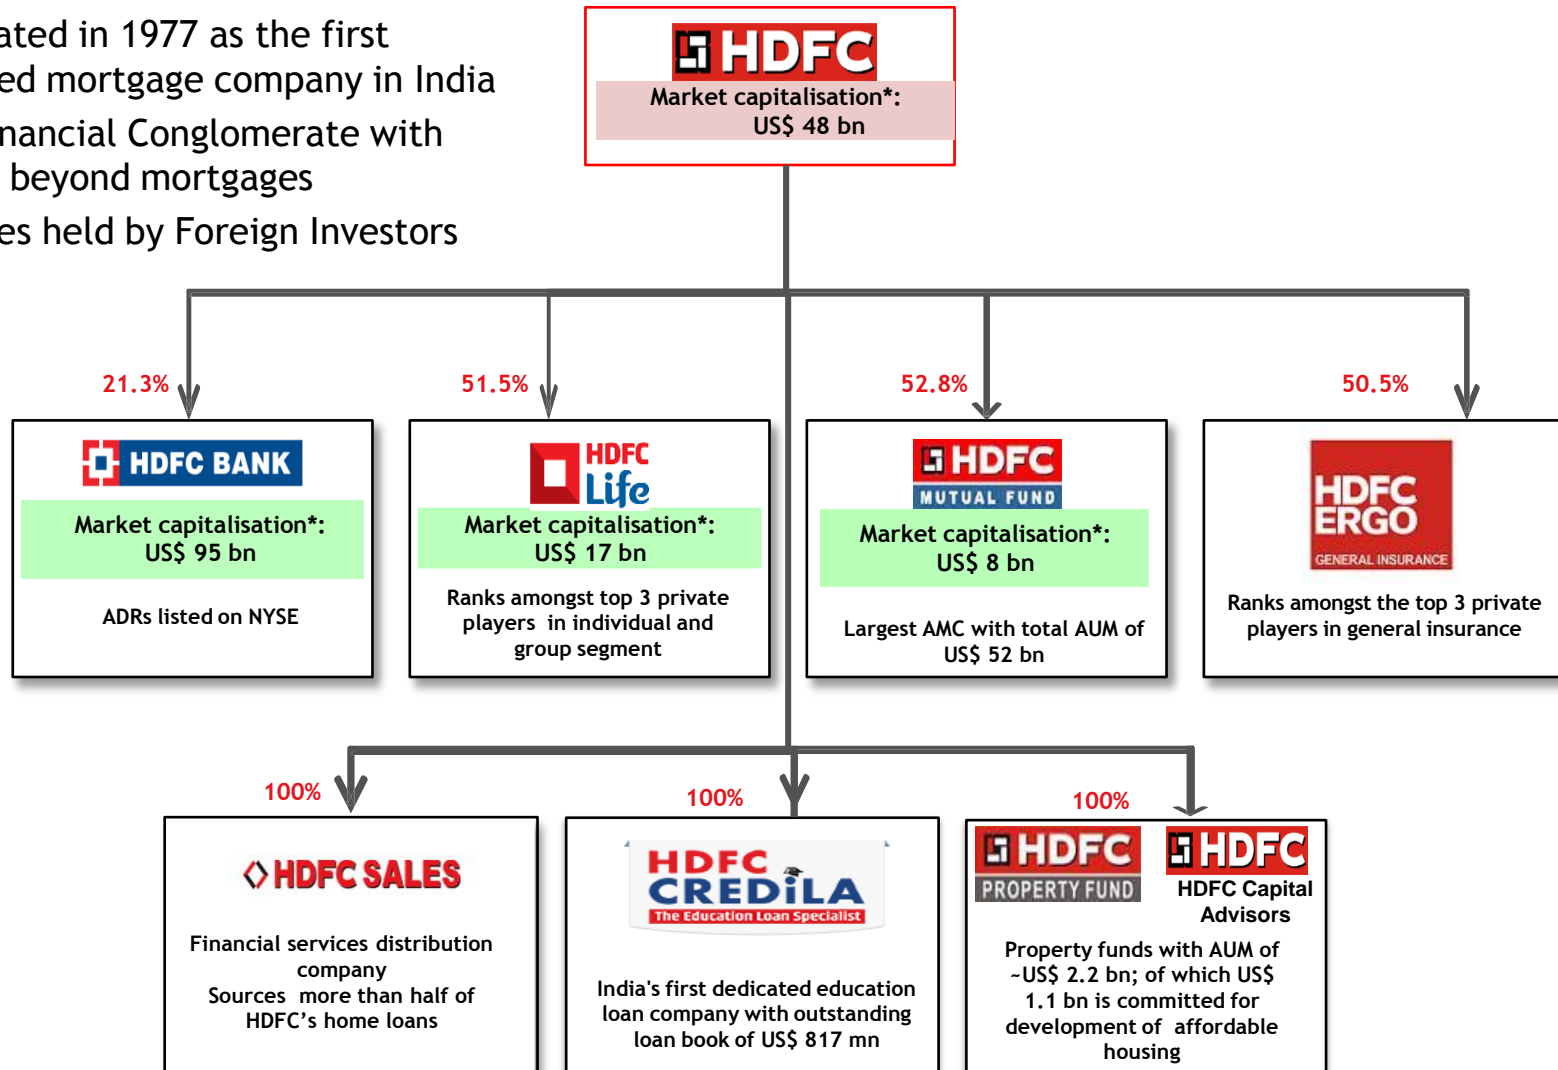 ated in 1977 as the first
ed mortgage company in India
nancial Conglomerate with
beyond mortgages
es held by Foreign Investors
HDFC
Market capitalisation*:
US$ 48 bn
21.3%
51.5%
52.8%
50.5%
HDFC BANK
Market capitalisation*:
US$ 95 bn
ADRs listed on NYSE
HDFC
Life
Market capitalisation*:
US$ 17 bn
Ranks amongst top 3 private
players in individual and
group segment
HDFC
MUTUAL FUND
Market capitalisation*:
US$ 8 bn
Largest AMC with total AUM of
US$ 52 bn
HDFC
ERGO
GENERAL INSURANCE
Ranks amongst the top 3 private
players in general insurance
100%
100%
100%
HDFC SALES
Financial services distribution
company
Sources more than half of
HDFC’s home loans
HDFC
CREDiLA
The Education Loan Specialist
India's first dedicated education
loan company with outstanding
loan book of US$ 817 mn
HDFC
PROPERTY FUND
HDFC
HDFC Capital
Advisors
Property funds with AUM of
~US$ 2.2 bn; of which US$
1.1 bn is committed for
development of affordable
housing